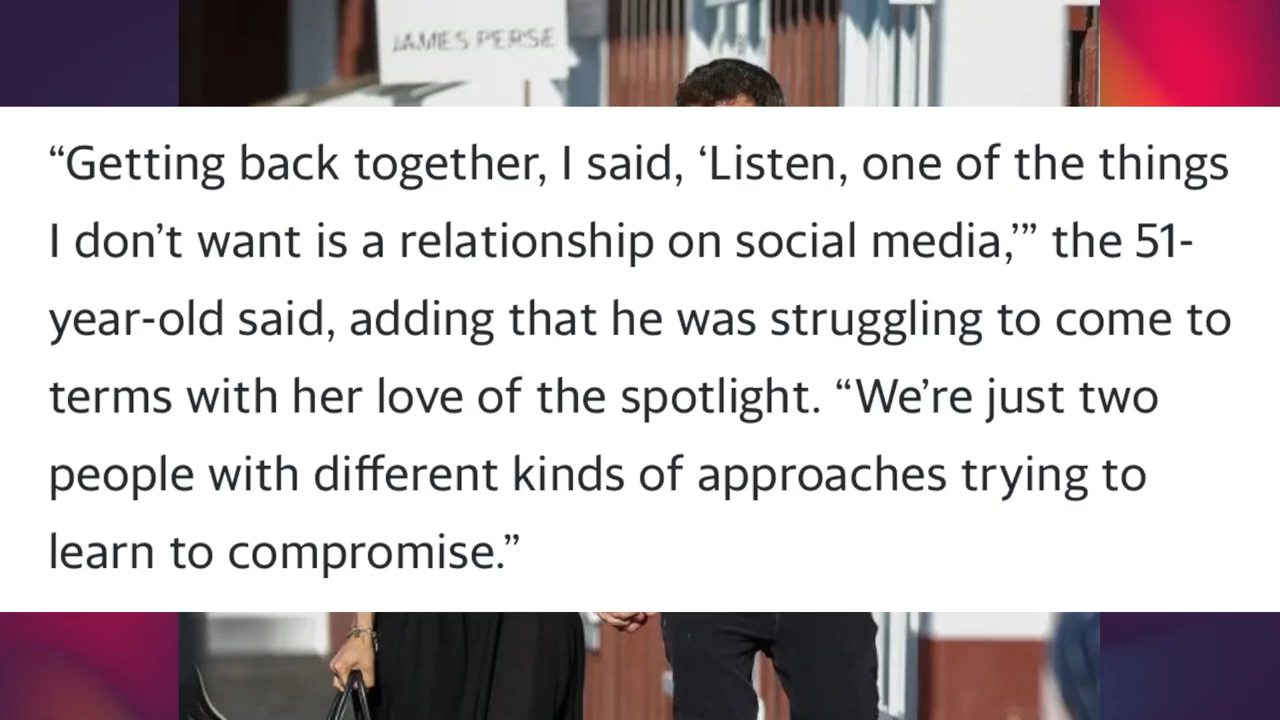 JAMES PERSE
“Getting back together, I said, ‘Listen, one of the things
I don’t want is a relationship on social media,’” the 51-
year-old said, adding that he was struggling to come to
terms with her love of the spotlight. “We’re just two
people with different kinds of approaches trying to
learn to compromise.”